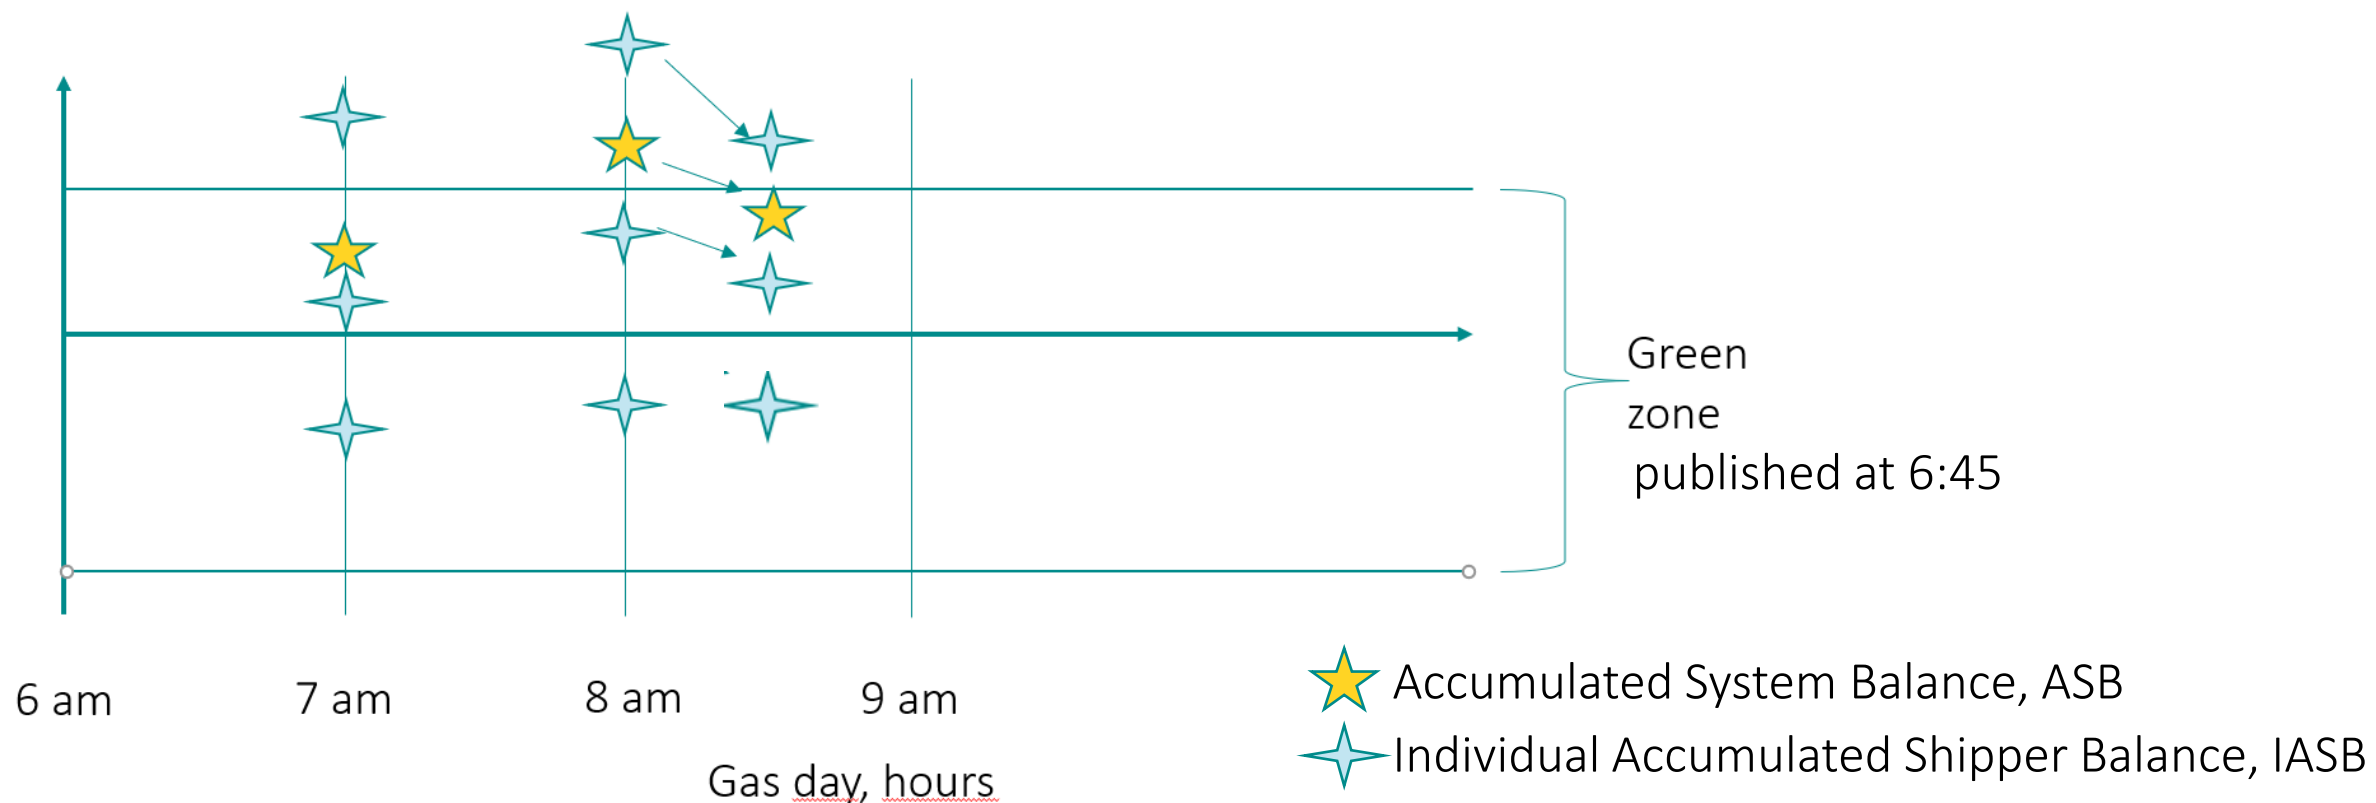 Green
zone
published at 6:45
6 am
7 am
8 am
9 am
Gas day, hours
Accumulated System Balance, ASB
Individual Accumulated Shipper Balance, IASB